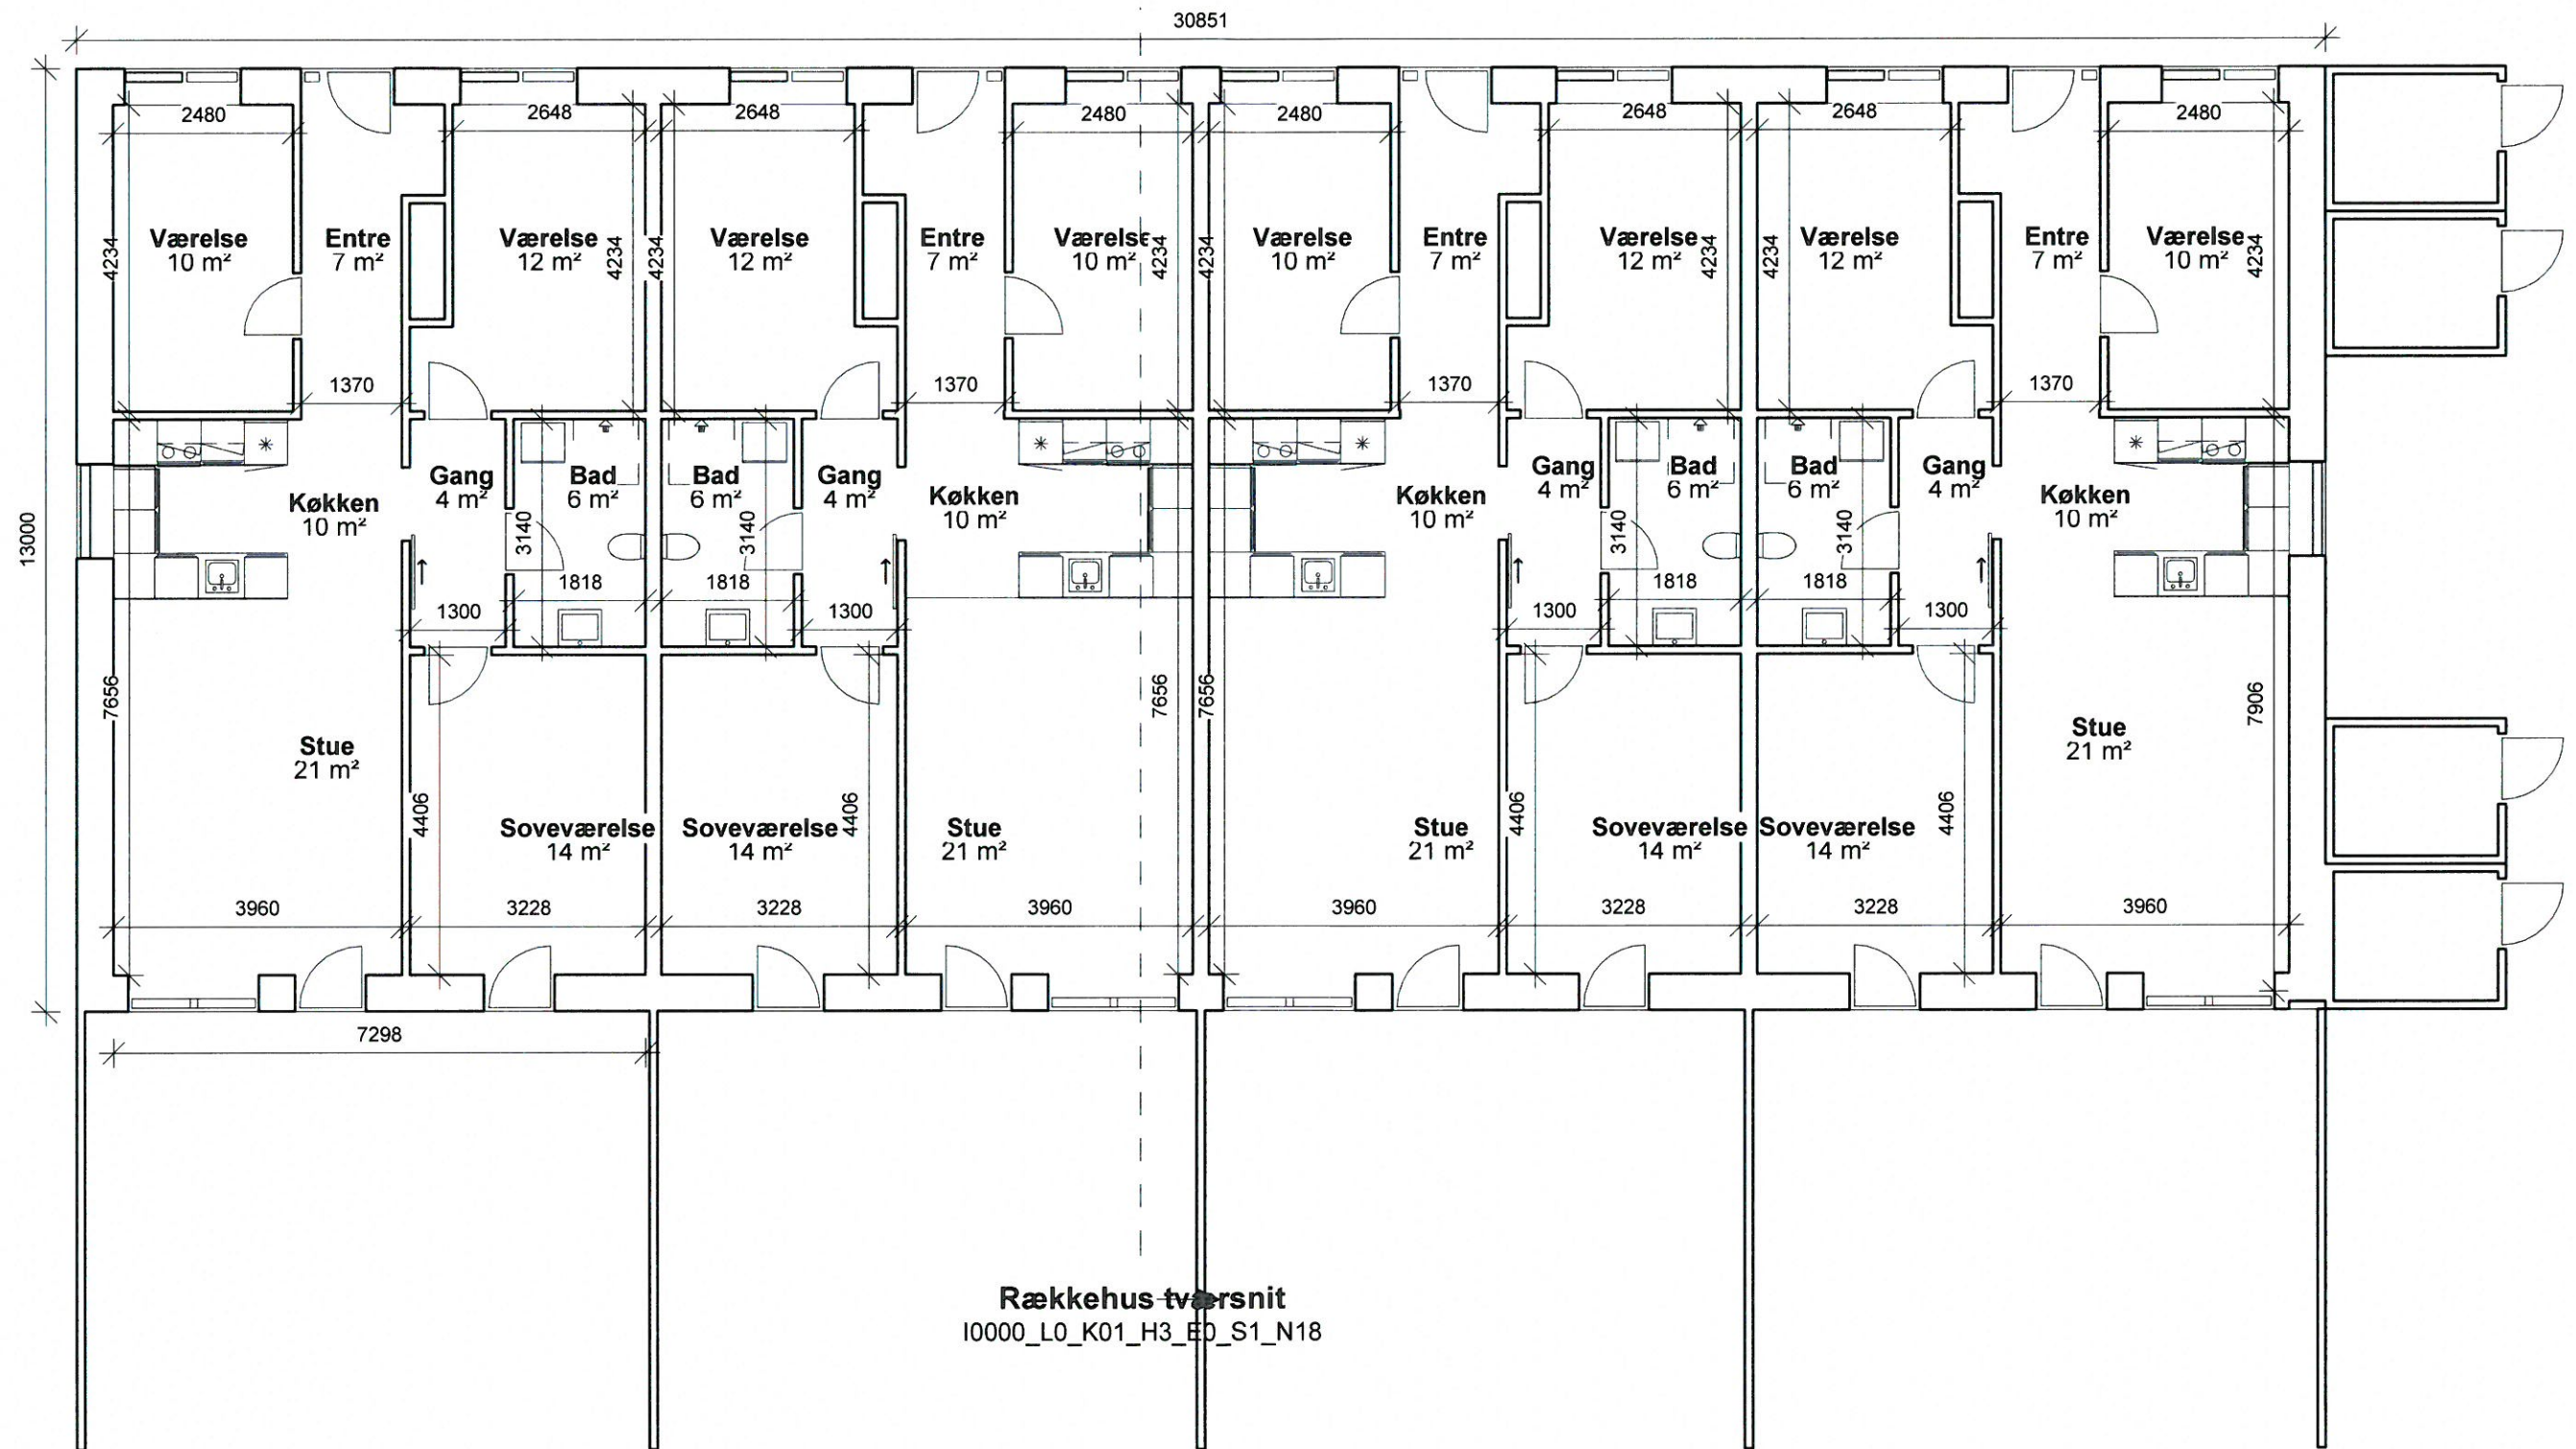 30851
2480
2648
2648
2480
2480
2648
2648
2480
Værelse
10 m²
4234
Entre
7 m²
Værelse
12 m²
4234
4234
Værelse
12 m²
Entre
7 m²
Værelse
10 m²
4234
4234
Værelse
10 m²
Entre
7 m²
Værelse
12 m²
4234
4234
Værelse
12 m²
Entre
7 m²
Værelse
10 m²
4234
1370
1370
1370
1370
13000
Køkken
10 m²
Gang
4 m²
Bad
6 m²
Bad
6 m²
Gang
4 m²
Køkken
10 m²
Køkken
10 m²
Gang
4 m²
Bad
6 m²
Bad
6 m²
Gang
4 m²
Køkken
10 m²
3140
3140
3140
3140
1818
1818
1818
1818
1300
1300
1300
1300
7656
7656
7656
7906
Stue
21 m²
4406
Soveværelse
14 m²
Soveværelse
14 m²
4406
Stue
21 m²
Stue
21 m²
4406
Soveværelse
14 m²
Soveværelse
14 m²
4406
Stue
21 m²
3960
3228
3228
3960
3960
3228
3228
3960
7298
Rækkehus tværsnit
I0000_L0_K01_H3_E0_S1_N18